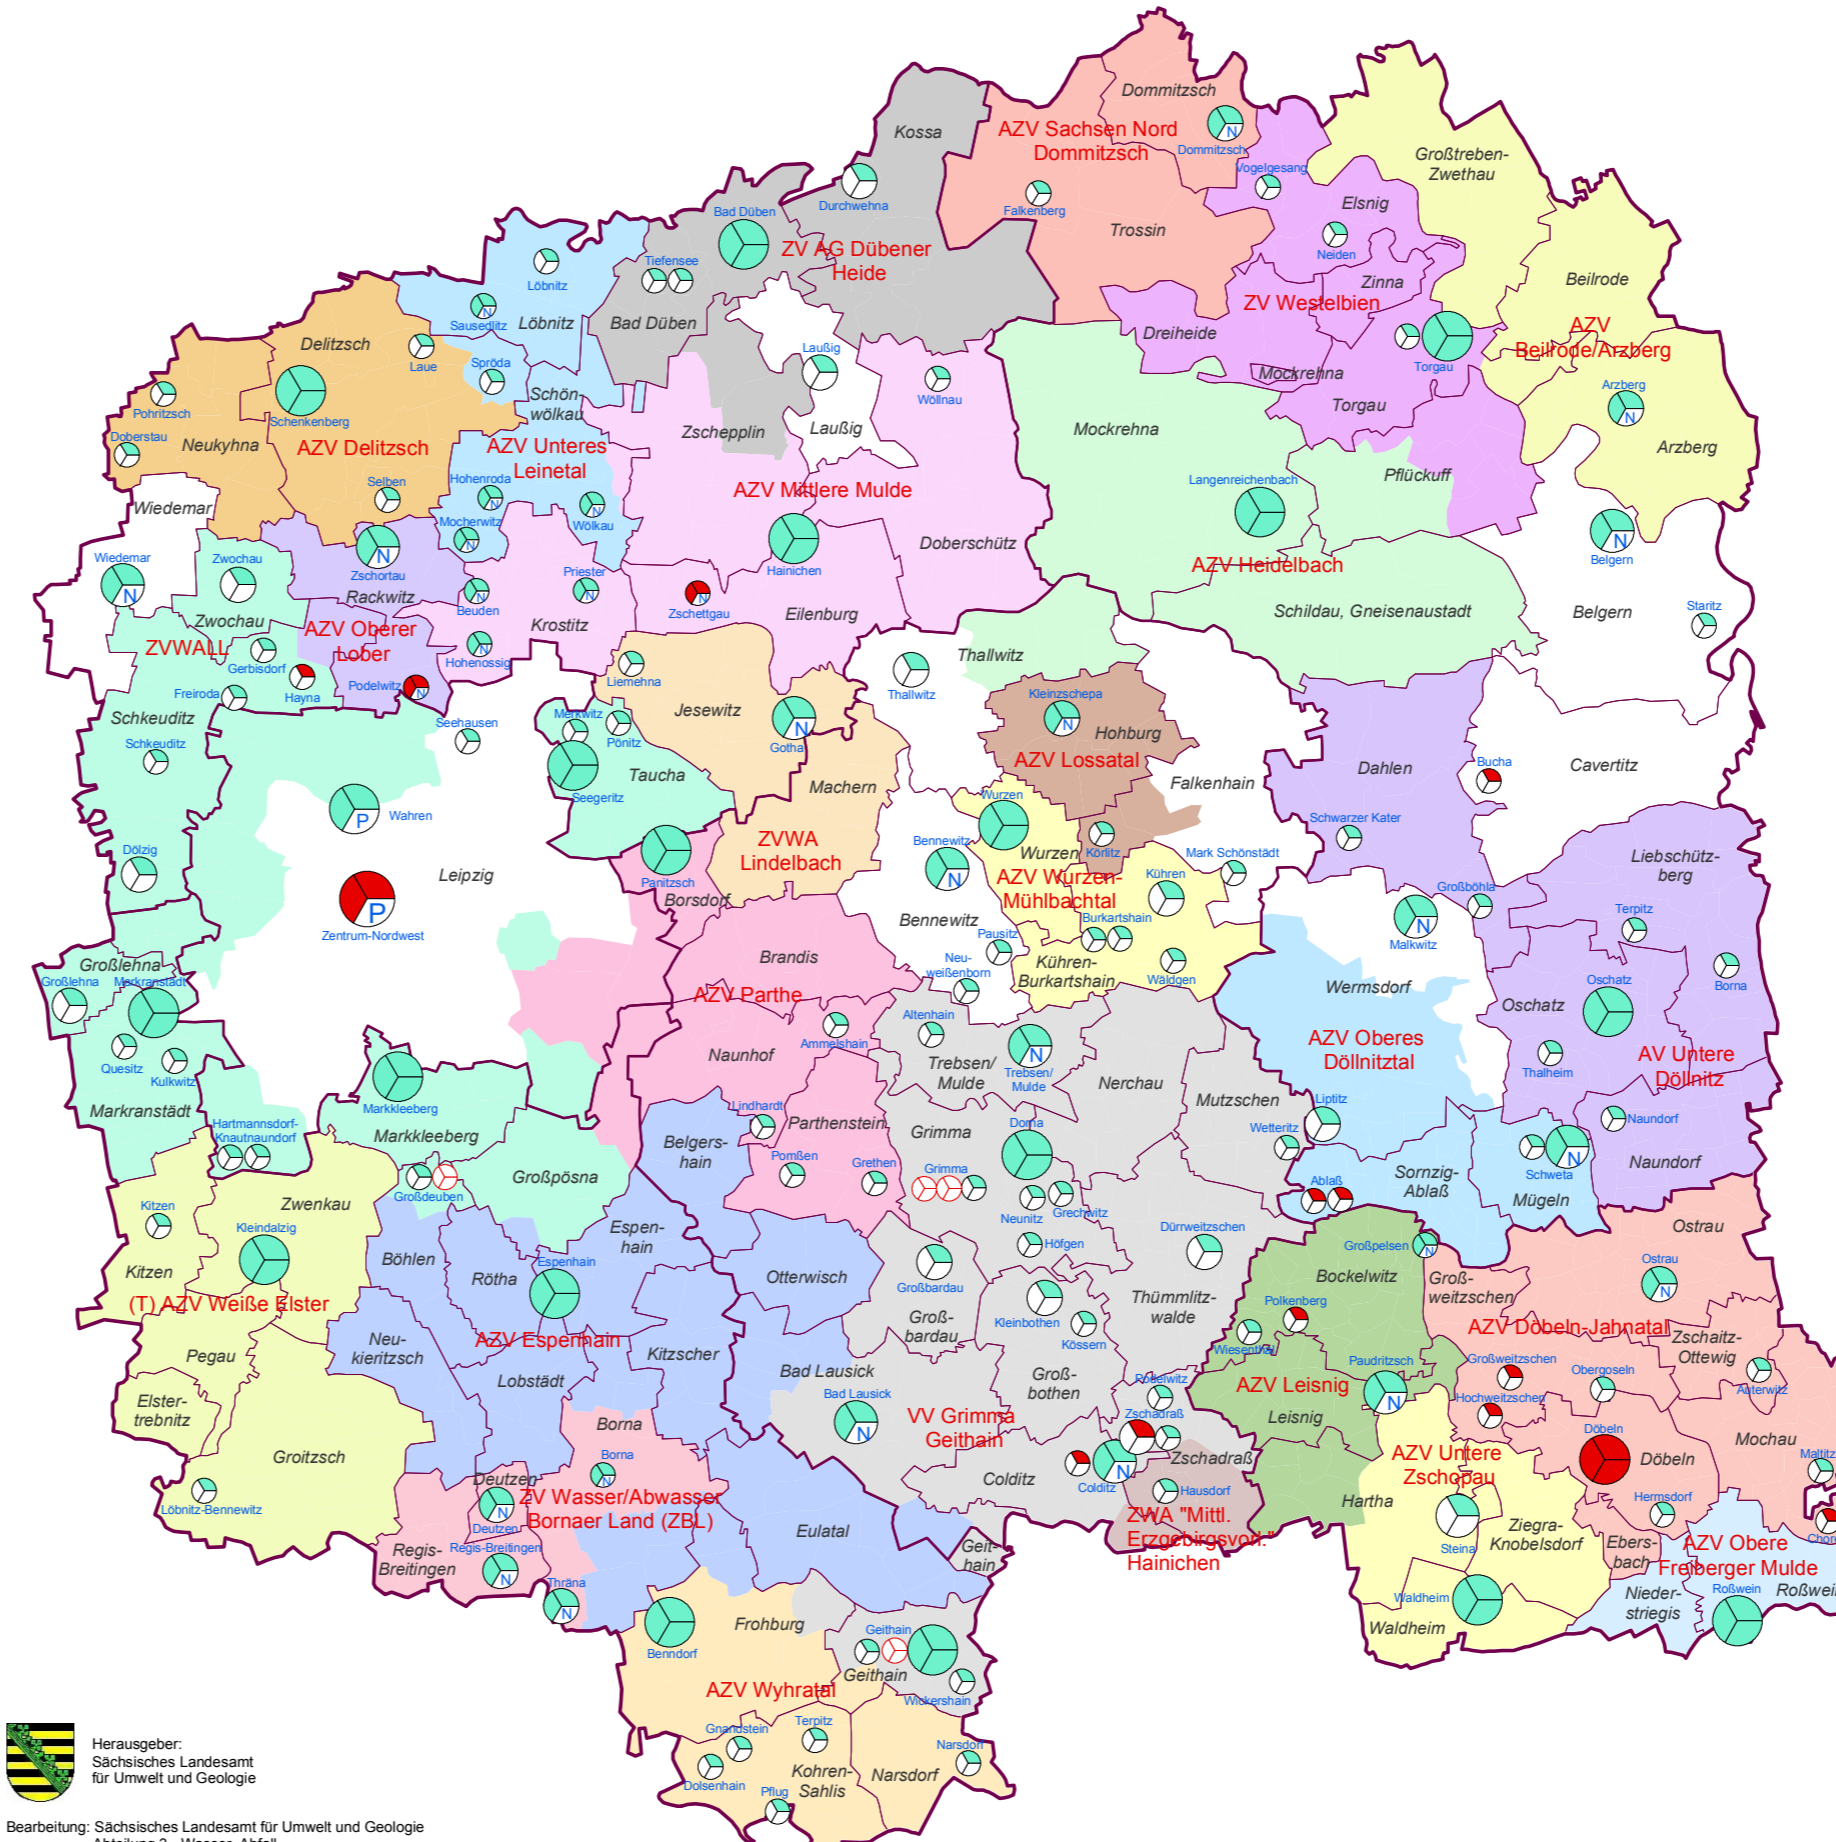 Dommitzsch
Kossa
AZV Sachsen Nord
Dommitzsch
N
Dommitzsch
Großtreben-
Zwethau
Vogelgesang
Durchwehna
Falkenberg
Elsnig
Bad Düben
Trossin
ZV AG Dübener
Heide
Neiden
Tiefensee
Löbnitz
Zinna
Beilrode
ZV Westelbien
Sausedlitz
N
Löbnitz
Bad Düben
Dreiheide
AZV
Beilrode/Arzberg
Delitzsch
Laue
Spröda
Laußig
Wöllnau
Mockrehna
Torgau
Arzberg
N
Pohritzsch
Schenkenberg
Schön-
wölkau
Torgau
Doberstau
Neukyhna
AZV Delitzsch
AZV Unteres
Leinetal
Zschepplin
Laußig
Mockrehna
Arzberg
Selben
Hohenroda
N
AZV Mittlere Mulde
Langenreichenbach
Pflückuff
Wiedemar
Mocherwitz
N
Wölkau
N
Wiedemar
N
Zwochau
N
Zschortau
Hainichen
Doberschütz
AZV Heidelbach
N
Belgern
Rackwitz
Beuden
N
Priester
N
Zschettgau
N
Eilenburg
Schildau, Gneisenaustadt
Belgern
Staritz
Zwochau
AZV Oberer
Lober
Krostitz
ZVWALL
Gerbisdorf
Hohenossig
N
Thallwitz
Freiroda
Hayna
Podelwitz
N
Liemehna
Thallwitz
Kleinzschepa
N
Schkeuditz
Seehausen
Merkwitz
Pönitz
Jesewitz
N
Gotha
Hohburg
Schkeuditz
AZV Lossatal
Bucha
Cavertitz
Dahlen
Seegeritz
Taucha
Machern
Falkenhain
P
Wahren
Wurzen
Schwarzer Kater
Dölzig
ZVWA
Lindelbach
Bennewitz
N
Wurzen
Körlitz
Mark Schönstädt
Liebschütz-
berg
Leipzig
Panitzsch
AZV Wurzen-
Mühlbachtal
Kühren
Großböhla
P
Zentrum-Nordwest
Borsdorf
Bennewitz
Burkartshain
N
Malkwitz
Terpitz
Pausitz
Neu-
weißenborn
Kühren-
Burkartshain
Wäldgen
Großlehna
Großlehna
Markranstädt
Brandis
Wermsdorf
Oschatz
Oschatz
Borna
AZV Parthe
Altenhain
Ammelshain
AZV Oberes
Döllnitztal
Quesitz
Kulkwitz
Naunhof
Trebsen/
Mulde
N
Trebsen/
Mulde
Nerchau
Thalheim
AV Untere
Döllnitz
Markranstädt
Markkleeberg
Markkleeberg
Lindhardt
Parthenstein
Grimma
Dorna
Mutzschen
Liptitz
Naundorf
Hartmannsdorf-
Knautnaundorf
Belgers-
hain
Wetteritz
Schweta
N
Naundorf
Großdeuben
Großpösna
Pomßen
Grethen
Grimma
Neunitz
Grechwitz
Ablaß
Sornzig-
Ablaß
Mügeln
Kitzen
Zwenkau
Kleindalzig
Espen-
hain
Höfgen
Dürrweitzschen
Großpelsen
N
Ostrau
Kitzen
Böhlen
Rötha
Espenhain
Otterwisch
Großbardau
Bockelwitz
Groß-
weitzschen
Ostrau
N
(T) AZV Weiße Elster
Groß-
bardau
Kleinbothen
Thümmlitz-
walde
Polkenberg
AZV Döbeln-Jahnatal
Neu-
kieritzsch
AZV Espenhain
Kitzscher
Kössern
Wiesenthal
Zschaitz-
Ottewig
Pegau
Lobstädt
Bad Lausick
Groß-
bothen
Paudritzsch
N
Großweitzschen
Obergoseln
Auterwitz
Elster-
trebnitz
Bad Lausick
N
Podelwitz
AZV Leisnig
Hochweitzschen
Borna
VV Grimma
Geithain
Zschadraß
Leisnig
Döbeln
Groitzsch
Borna
N
AZV Untere
Zschopau
Döbeln
Mochau
Deutzen
Colditz
N
Colditz
Zschadraß
Maltitz
Löbnitz-Bennewitz
N
Deutzen
ZV Wasser/Abwasser
Bornaer Land (ZBL)
Hausdorf
Hartha
Hermsdorf
Eulatal
ZWA "Mittl.
Erzgebirgsvorl."
Hainichen
Steina
Ziegra-
Knobelsdorf
Ebers-
bach
AZV Obere
Freiberger Mulde
Regis-
Breitingen
Regis-Breitingen
N
Geit-
hain
Thräna
N
Waldheim
Nieder-
striegis
Roßwein
Benndorf
Frohburg
Geithain
Waldheim
Geithain
Wickershain
AZV Wyhratal
Gnandstein
Terpitz
Narsdorf
Dolsenhain
Kohren-
Sahlis
Narsdorf
Pflug
Herausgeber:
Sächsisches Landesamt
für Umwelt und Geologie
Bearbeitung: Sächsisches Landesamt für Umwelt und Geologie